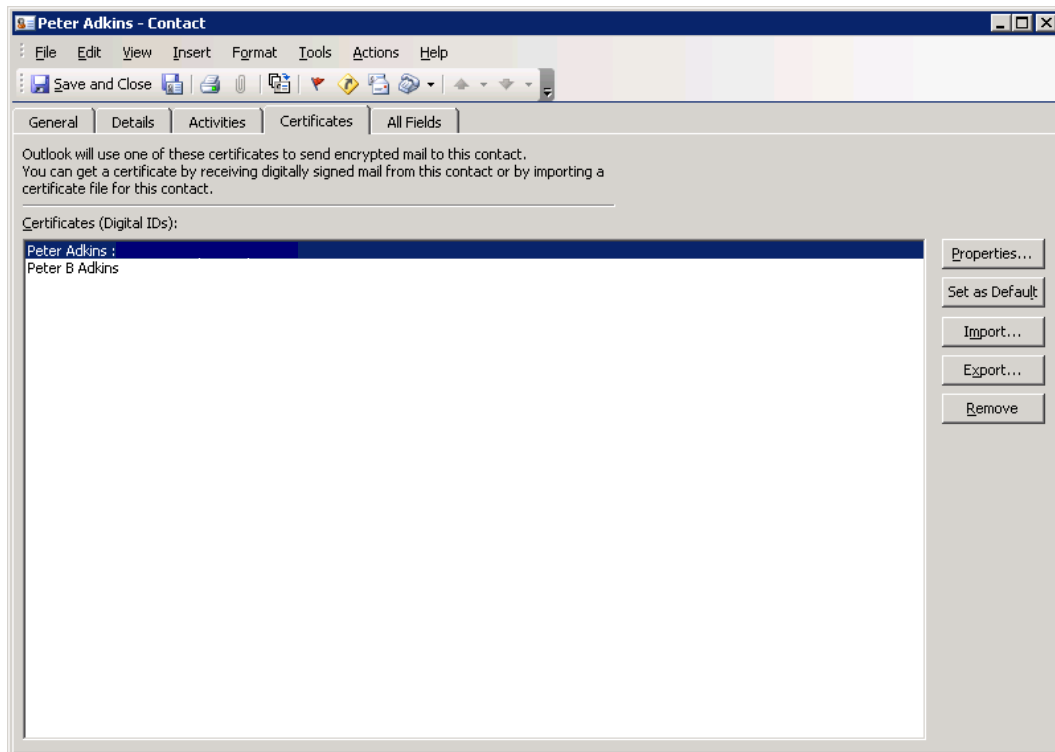 Peter Adkins - Contact
File Edit View Insert Format Tools Actions Help
Save and Close
General Details Activities Certificates All Fields
Outlook will use one of these certificates to send encrypted mail to this contact.
You can get a certificate by receiving digitally signed mail from this contact or by importing a
certificate file for this contact.
Certificates (Digital IDs):
Peter Adkins :
Peter B Adkins
Properties...
Set as Default
Import...
Export...
Remove